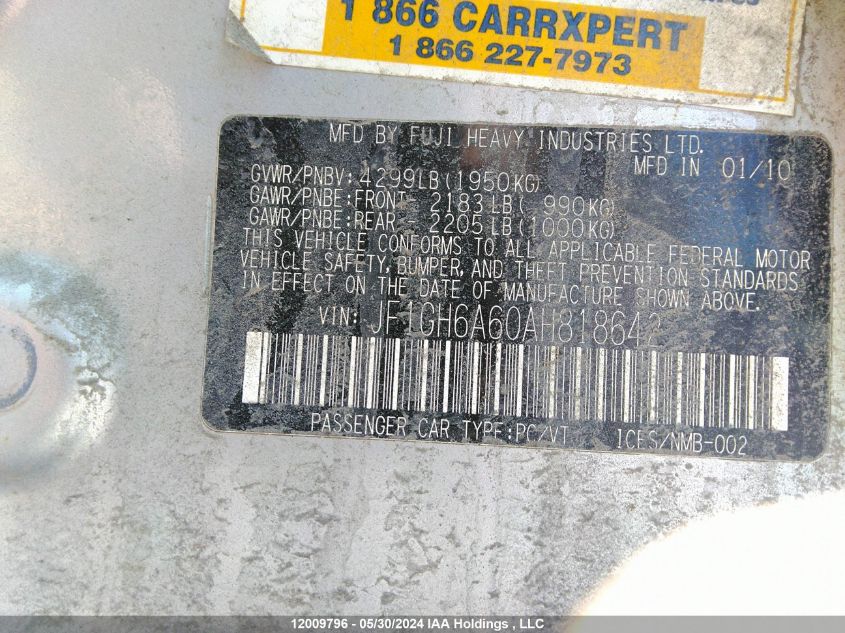 1 866 CARRXPERT
1 866 227-7973
MFD BY FUJI HEAVY INDUSTRIES LTD.
MFD IN 01/10
GVWR/PNBV: 4299LB(1950KG)
GAWR/PNBE:FRONT 2183LB( 990KG)
GAWR/PNBE:REAR 2205LB(1000KG)
THIS VEHICLE CONFORMS TO ALL APPLICABLE FEDERAL MOTOR
VEHICLE SAFETY, BUMPER, AND THEFT PREVENTION STANDARDS
IN EFFECT ON THE DATE OF MANUFACTURE SHOWN ABOVE.
VIN: JF1GH6A60AH818642
PASSENGER CAR TYPE:PC/VT ICES/NMB-002
12009796 - 05/30/2024 IAA Holdings , LLC